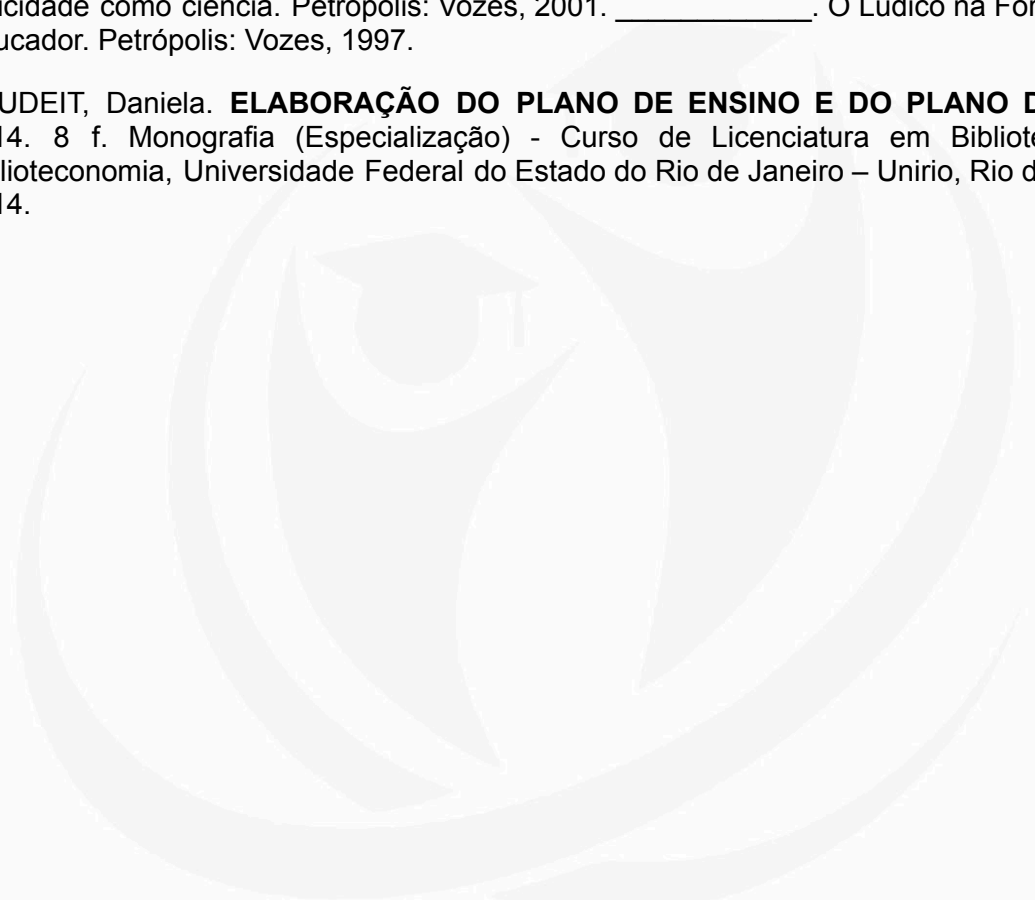 icidade como ciência. Petrópolis: Vozes, 2001. ____________. O Lúdico na For
ucador. Petrópolis: Vozes, 1997.
UDEIT, Daniela. ELABORAÇÃO DO PLANO DE ENSINO E DO PLANO D
14. 8 f. Monografia (Especialização) - Curso de Licenciatura em Bibliote
lioteconomia, Universidade Federal do Estado do Rio de Janeiro – Unirio, Rio d
14.